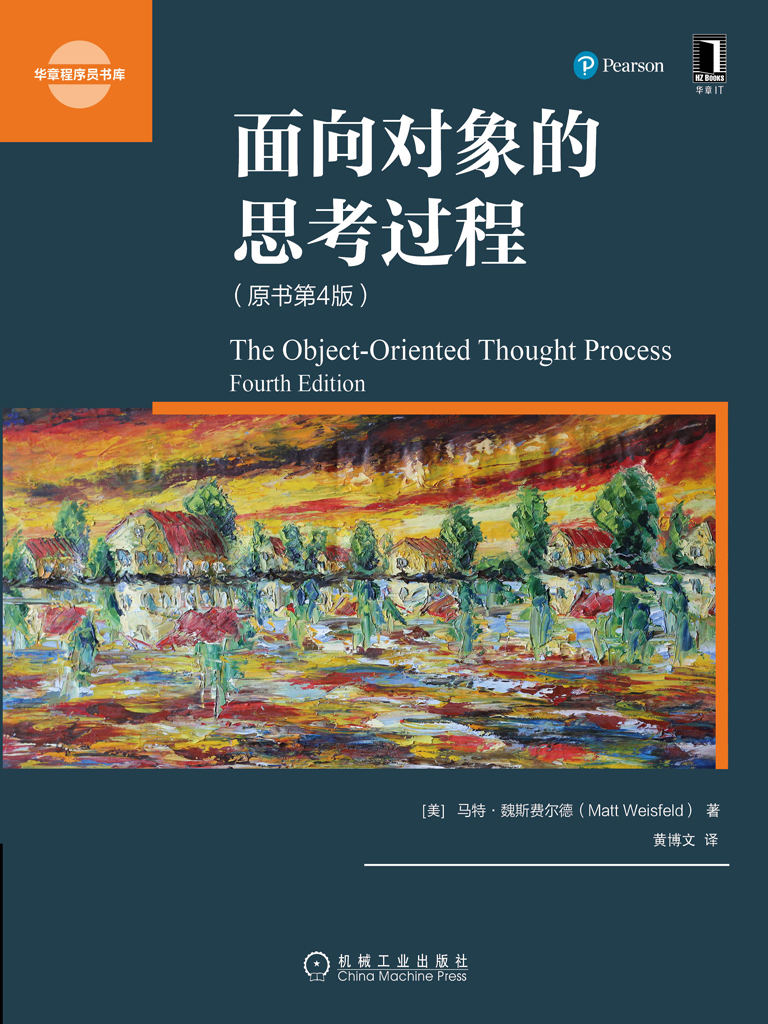 华章程序员书库
Pearson
HZ Books
华章IT
面向对象的
思考过程
（原书第4版）
The Object-Oriented Thought Process
Fourth Edition
[美] 马特·魏斯费尔德（Matt Weisfeld） 著
黄博文 译
机械工业出版社
China Machine Press